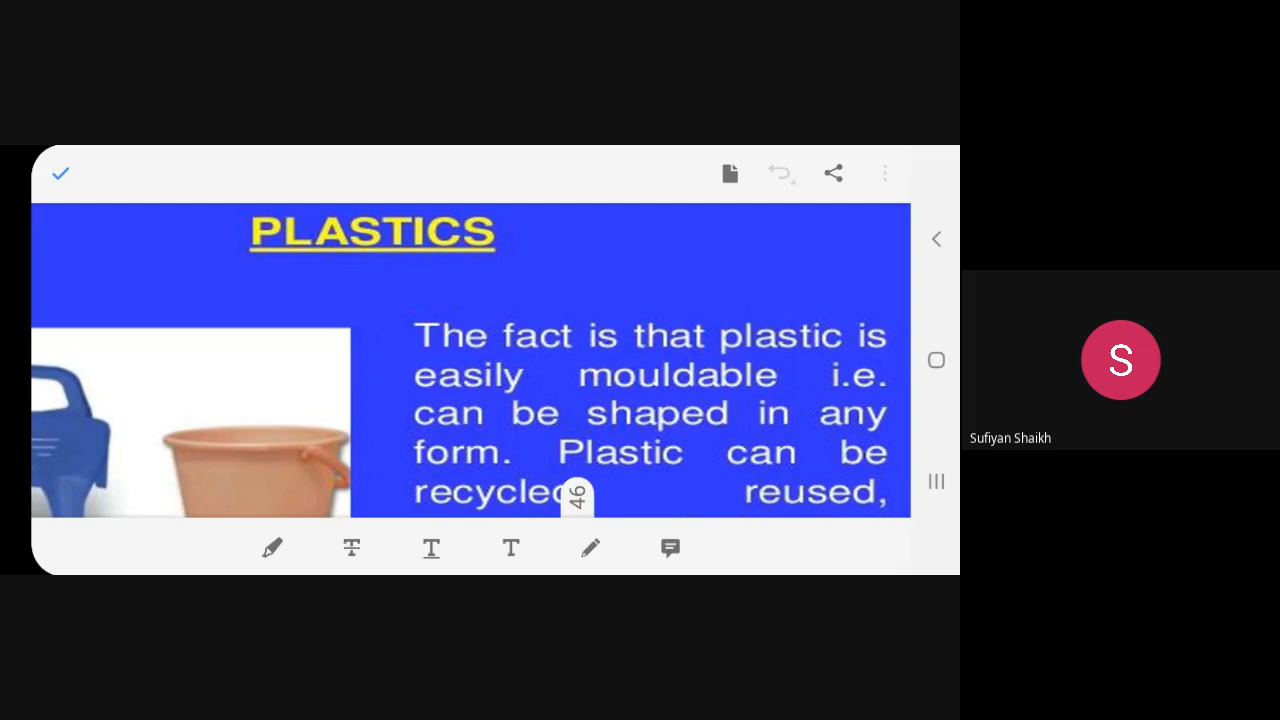 PLASTICS
The fact is that plastic is
easily mouldable i.e.
can be shaped in any
form. Plastic can be
reused,
46
S
Sufiyan Shaikh